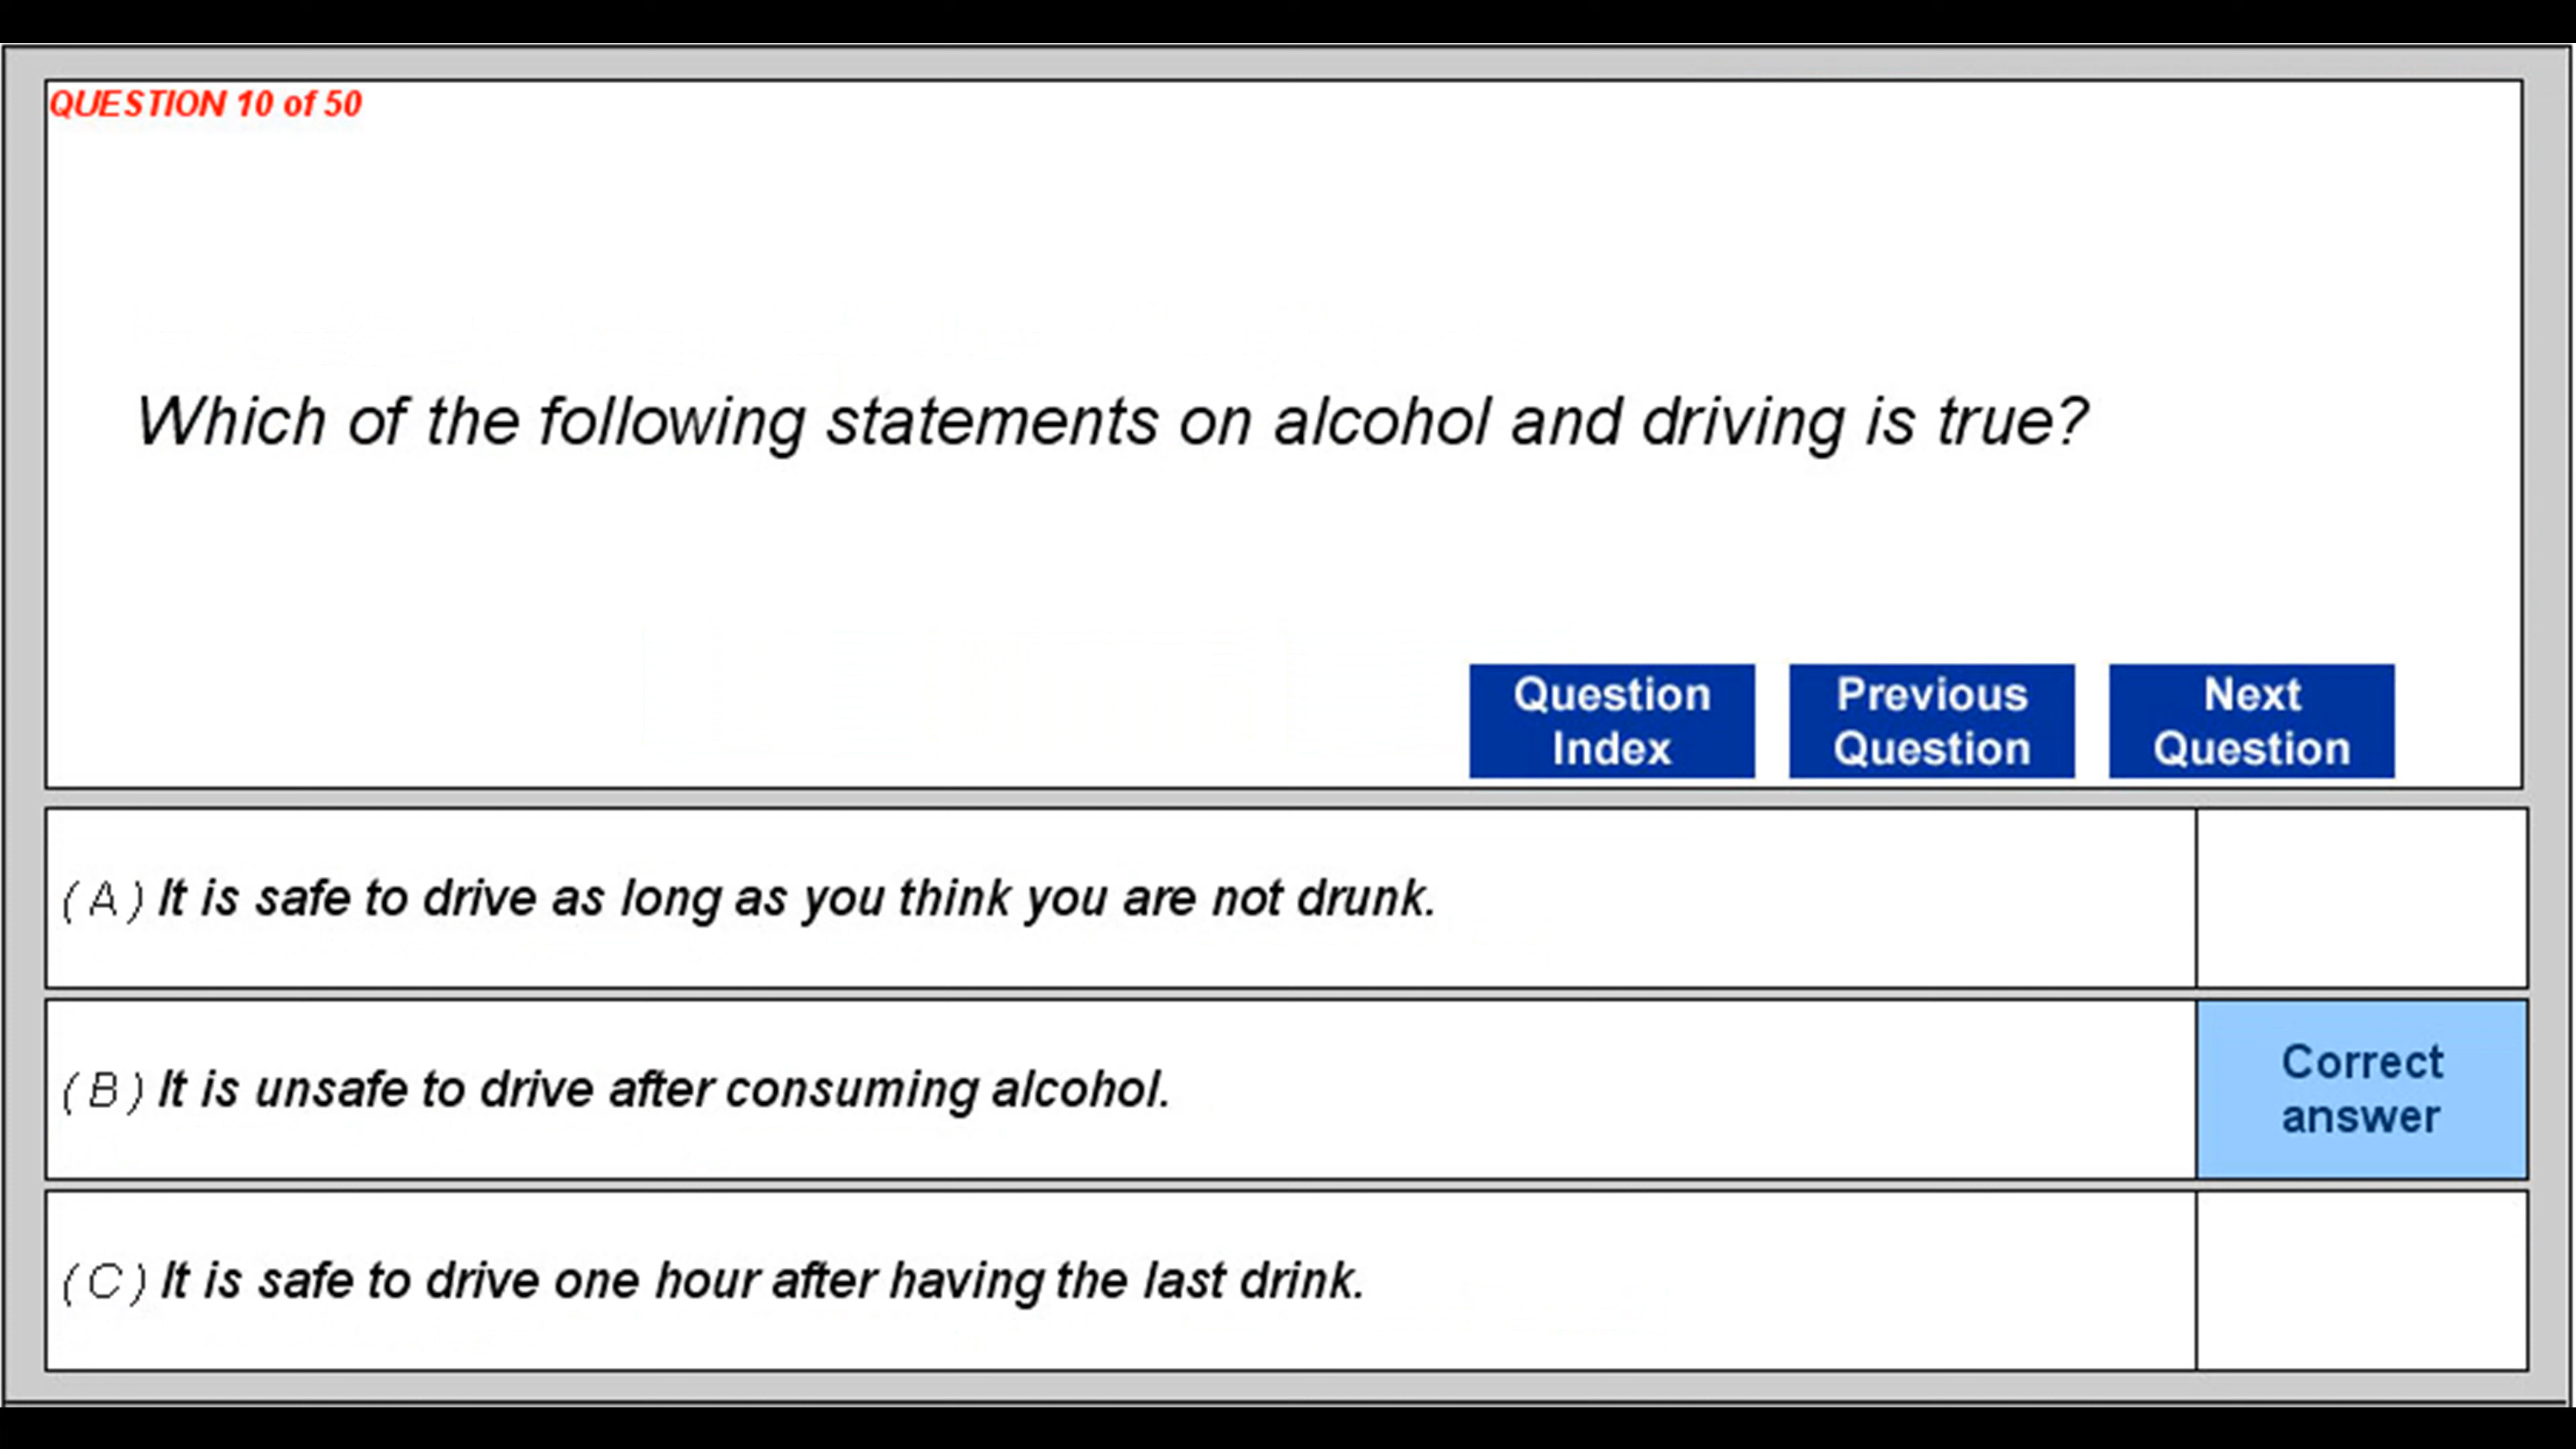 QUESTION 10 of 50
Which of the following statements on alcohol and driving is true?
Question
Index
Previous
Question
Next
Question
(A) It is safe to drive as long as you think you are not drunk.
(B) It is unsafe to drive after consuming alcohol.
Correct
answer
(C) It is safe to drive one hour after having the last drink.